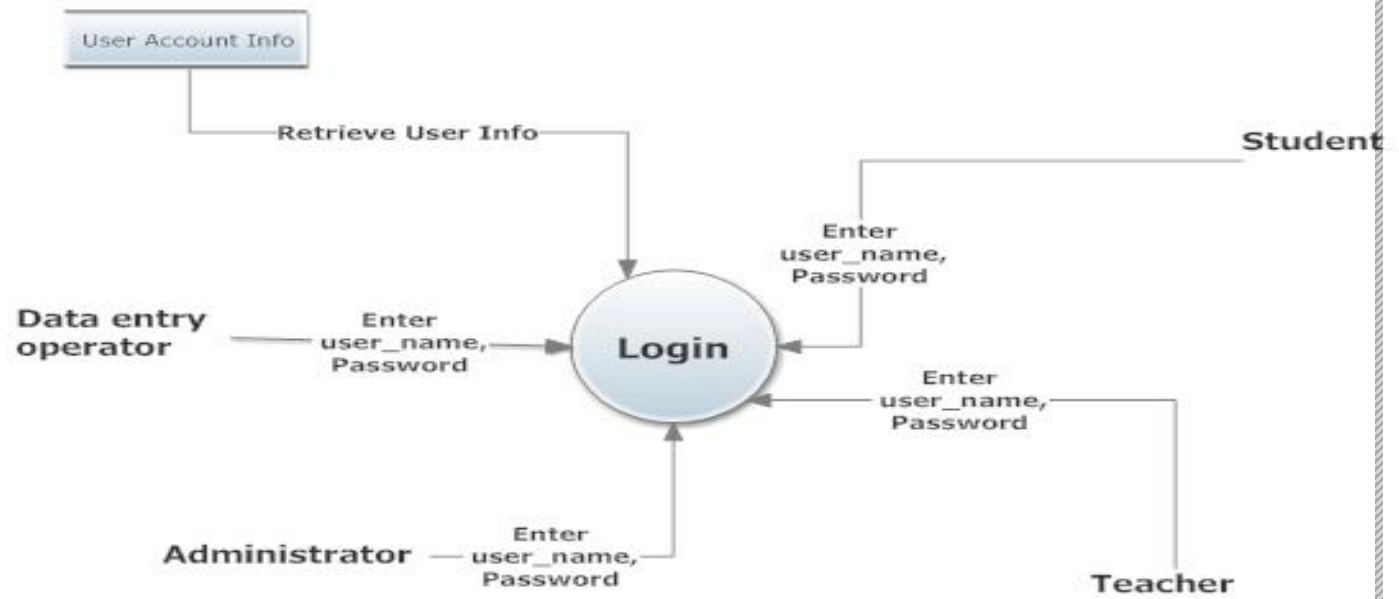 User Account Info
Retrieve User Info
Student
Enter
user_name,
Password
Data entry
operator
Enter
user_name,
Password
Login
Enter
user_name,
Password
Administrator
Enter
user_name,
Password
Teacher